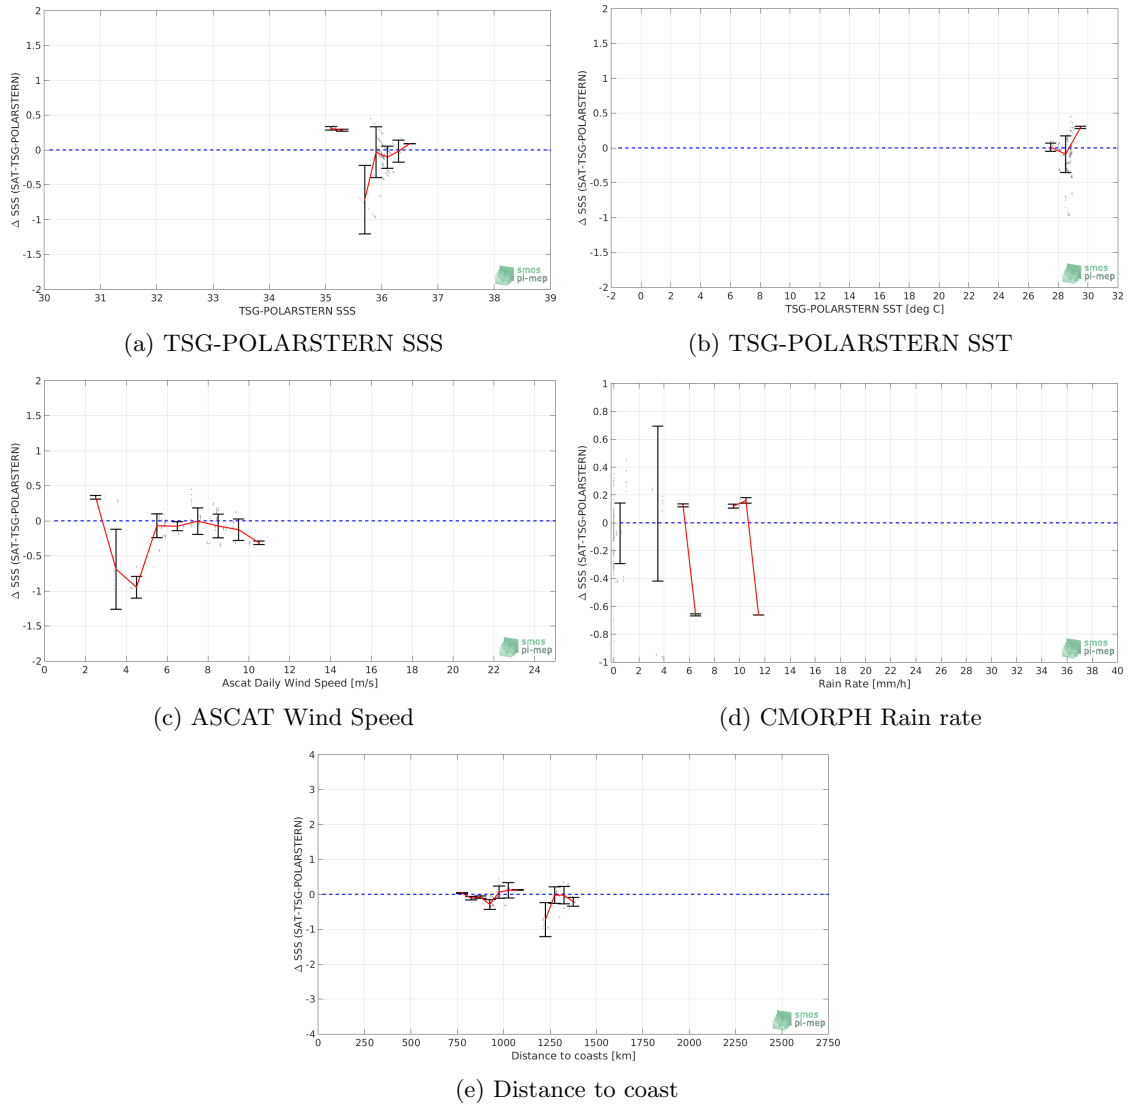 2
1.5
1
0.5
0
-0.5
-1
-1.5
-2
Δ SSS (SAT-TSG-POLARSTERN)
30 31 32 33 34 35 36 37 38 39
TSG-POLARSTERN SSS
smos
pi-mep
(a) TSG-POLARSTERN SSS
2
1.5
1
0.5
0
-0.5
-1
-1.5
-2
Δ SSS (SAT-TSG-POLARSTERN)
-2 0 2 4 6 8 10 12 14 16 18 20 22 24 26 28 30 32
TSG-POLARSTERN SST [deg C]
smos
pi-mep
(b) TSG-POLARSTERN SST
2
1.5
1
0.5
0
-0.5
-1
-1.5
-2
Δ SSS (SAT-TSG-POLARSTERN)
0 2 4 6 8 10 12 14 16 18 20 22 24
Ascat Daily Wind Speed [m/s]
smos
pi-mep
(c) ASCAT Wind Speed
1
0.8
0.6
0.4
0.2
0
-0.2
-0.4
-0.6
-0.8
-1
Δ SSS (SAT-TSG-POLARSTERN)
0 2 4 6 8 10 12 14 16 18 20 22 24 26 28 30 32 34 36 38 40
Rain Rate [mm/h]
smos
pi-mep
(d) CMORPH Rain rate
4
3
2
1
0
-1
-2
-3
-4
Δ SSS (SAT-TSG-POLARSTERN)
0 250 500 750 1000 1250 1500 1750 2000 2250 2500 2750
Distance to coasts [km]
smos
pi-mep
(e) Distance to coast